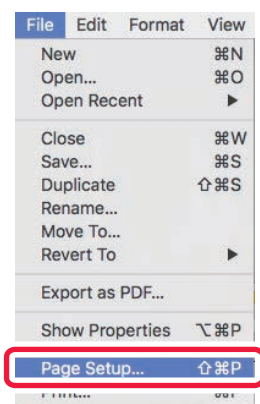 File Edit Format View
New ⌘N
Open... ⌘O
Open Recent ▶
Close ⌘W
Save... ⌘S
Duplicate ⇧⌘S
Rename...
Move To...
Revert To ▶
Export as PDF...
Show Properties ⌥⌘P
Page Setup... ⇧⌘P